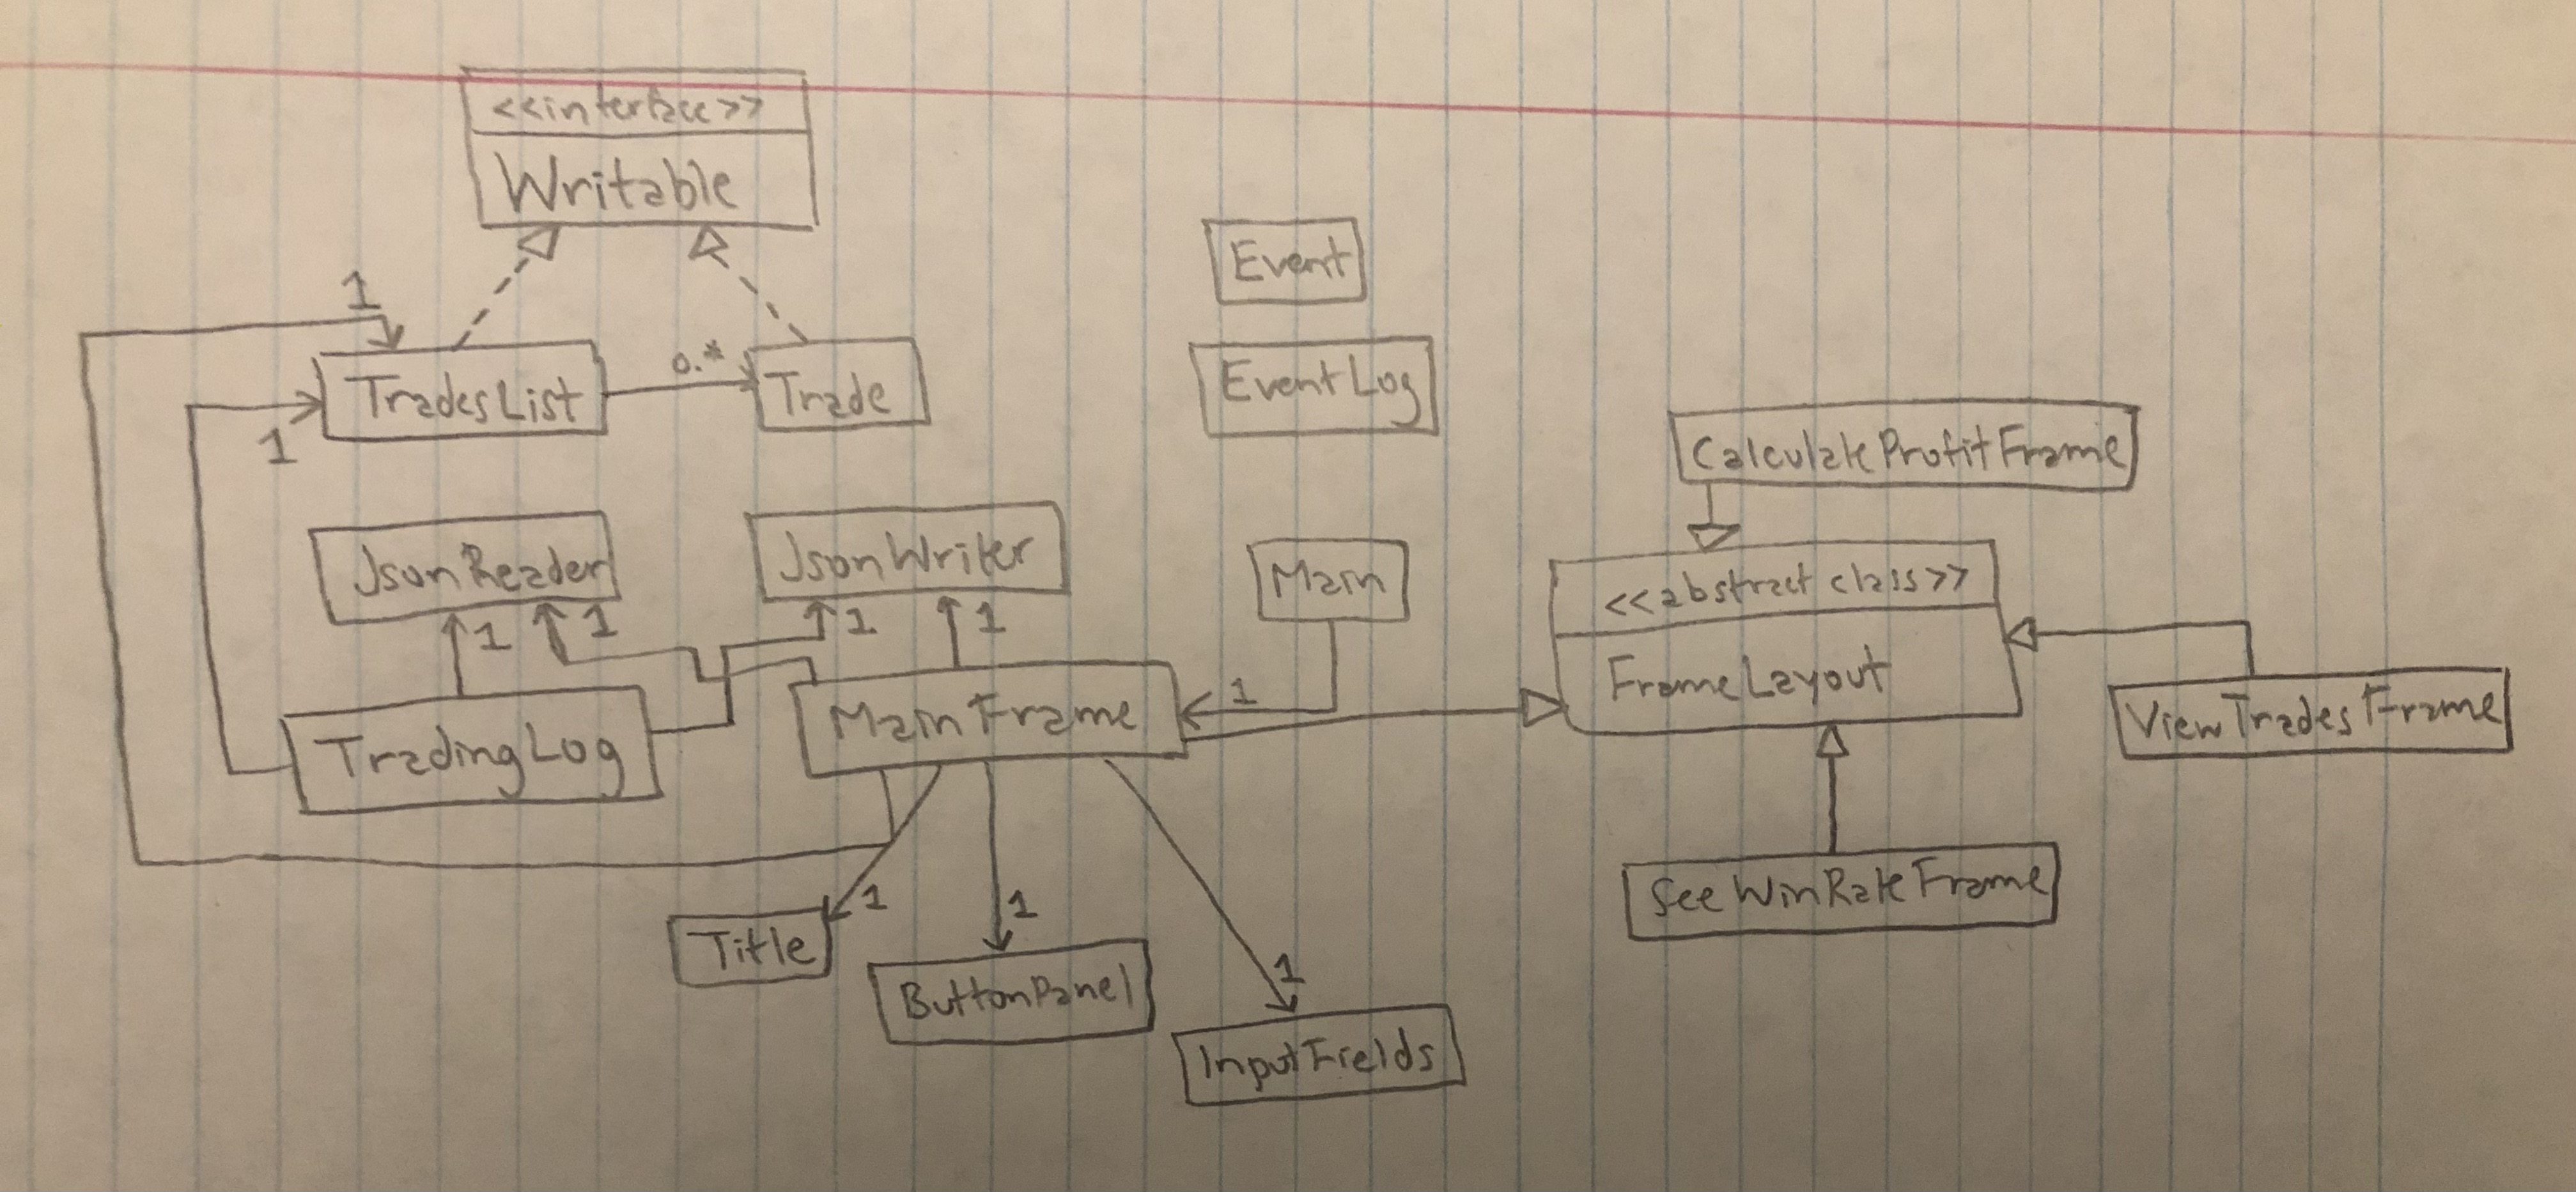 <<interface>>
Writable
Event
1
TradesList
0.*
Trade
EventLog
1
CalculateProfitFrame
JsonReader
JsonWriter
Main
<<abstract class>>
1
1
1
1
FrameLayout
1
MainFrame
TradingLog
ViewTradesFrame
1
1
SeeWinRateFrame
Title
1
ButtonPanel
InputFields